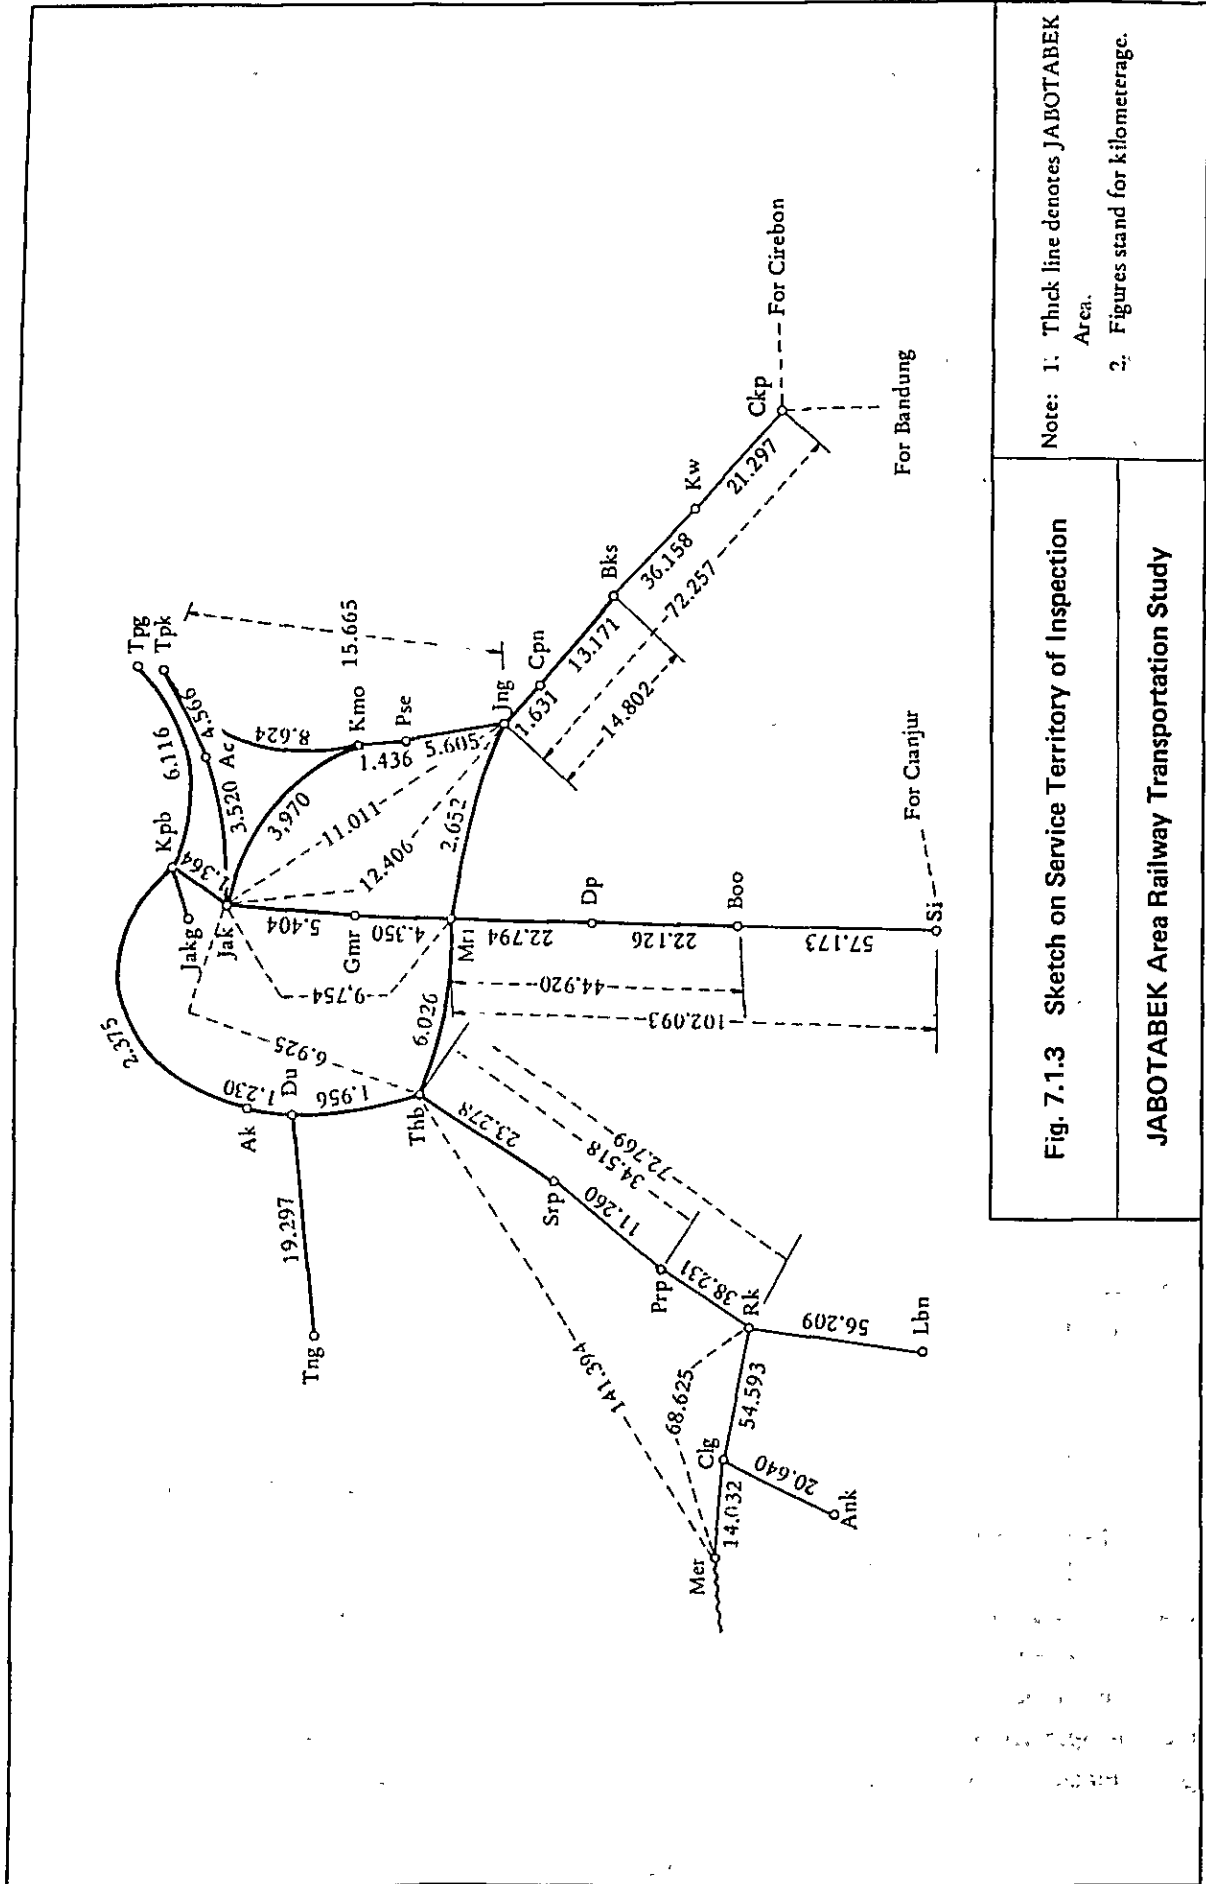 Tpg
Tpk
6.116
4.566
Ac
3.520
8.624
15.665
Kpb
1.364
Jakg
Jak
3,970
Kmo
1.436
Pse
5.605
11.011
12.406
5.404
Gmr
4.350
9,754
Mri
2.652
Jng
1.631
Cpn
13.171
14.802
Bks
36.158
72.257
Kw
21.297
Ckp
For Cirebon
For Bandung
22.794
Dp
22.126
Boo
44.920
57.173
102.093
Si
For Cianjur
2.375
Ak
1.230
Du
1.956
6.925
6.026
Thb
19.297
Tng
23.278
Srp
11.260
34.518
72.769
Prp
38.231
Rk
56.209
Lbn
141.394
68.625
54.593
Clg
14.032
20.640
Ank
Mer
Note: 1. Thick line denotes JABOTABEK
Area.
2. Figures stand for kilometerage.
Fig. 7.1.3 Sketch on Service Territory of Inspection
JABOTABEK Area Railway Transportation Study